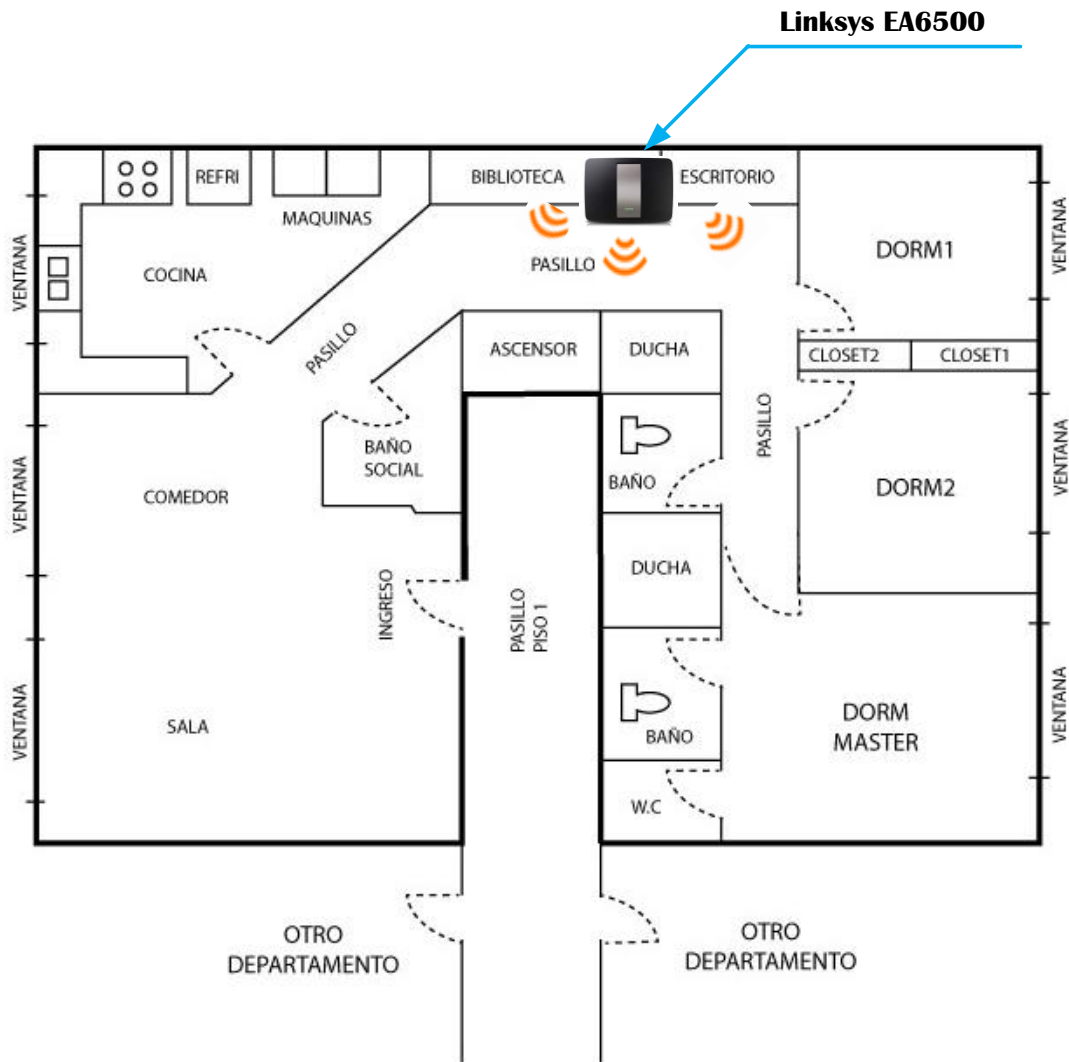 Linksys EA6500
REFRI
MAQUINAS
BIBLIOTECA
ESCRITORIO
VENTANA
COCINA
PASILLO
DORM1
VENTANA
PASILLO
ASCENSOR
DUCHA
CLOSET2
CLOSET1
VENTANA
COMEDOR
BAÑO
SOCIAL
BAÑO
PASILLO
DORM2
VENTANA
INGRESO
PASILLO
PISO 1
DUCHA
VENTANA
SALA
BAÑO
DORM
MASTER
VENTANA
W.C
OTRO
DEPARTAMENTO
OTRO
DEPARTAMENTO